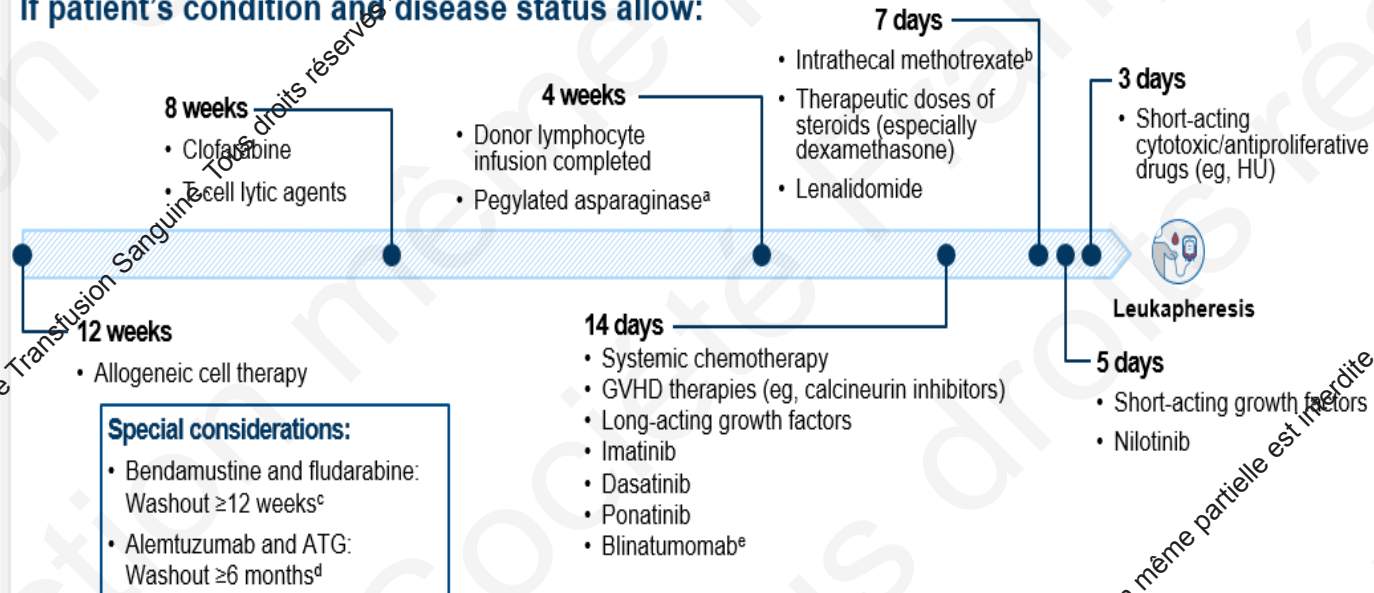 If patient's condition and disease status allow:
7 days
• Intrathecal methotrexateᵇ
• Therapeutic doses of
steroids (especially
dexamethasone)
• Lenalidomide
3 days
• Short-acting
cytotoxic/antiproliferative
drugs (eg, HU)
8 weeks
• Clofarabine
• T-cell lytic agents
4 weeks
• Donor lymphocyte
infusion completed
• Pegylated asparaginaseᵃ
Leukapheresis
12 weeks
• Allogeneic cell therapy
14 days
• Systemic chemotherapy
• GVHD therapies (eg, calcineurin inhibitors)
• Long-acting growth factors
• Imatinib
• Dasatinib
• Ponatinib
• Blinatumomabᵉ
5 days
• Short-acting growth factors
• Nilotinib
Special considerations:
• Bendamustine and fludarabine:
Washout ≥12 weeksᶜ
• Alemtuzumab and ATG:
Washout ≥6 monthsᵈ
e Transfusion Sanguine. Tous droits réservés
même partielle est interdite